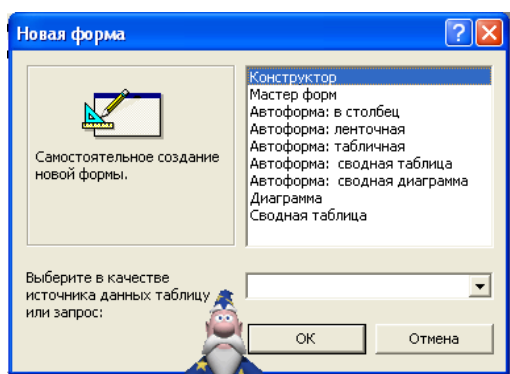 Новая форма
Самостоятельное создание
новой формы.
Конструктор
Мастер форм
Автоформа: в столбец
Автоформа: ленточная
Автоформа: табличная
Автоформа:  сводная таблица
Автоформа:  сводная диаграмма
Диаграмма
Сводная таблица
Выберите в качестве
источника данных таблицу
или запрос:
ОК
Отмена